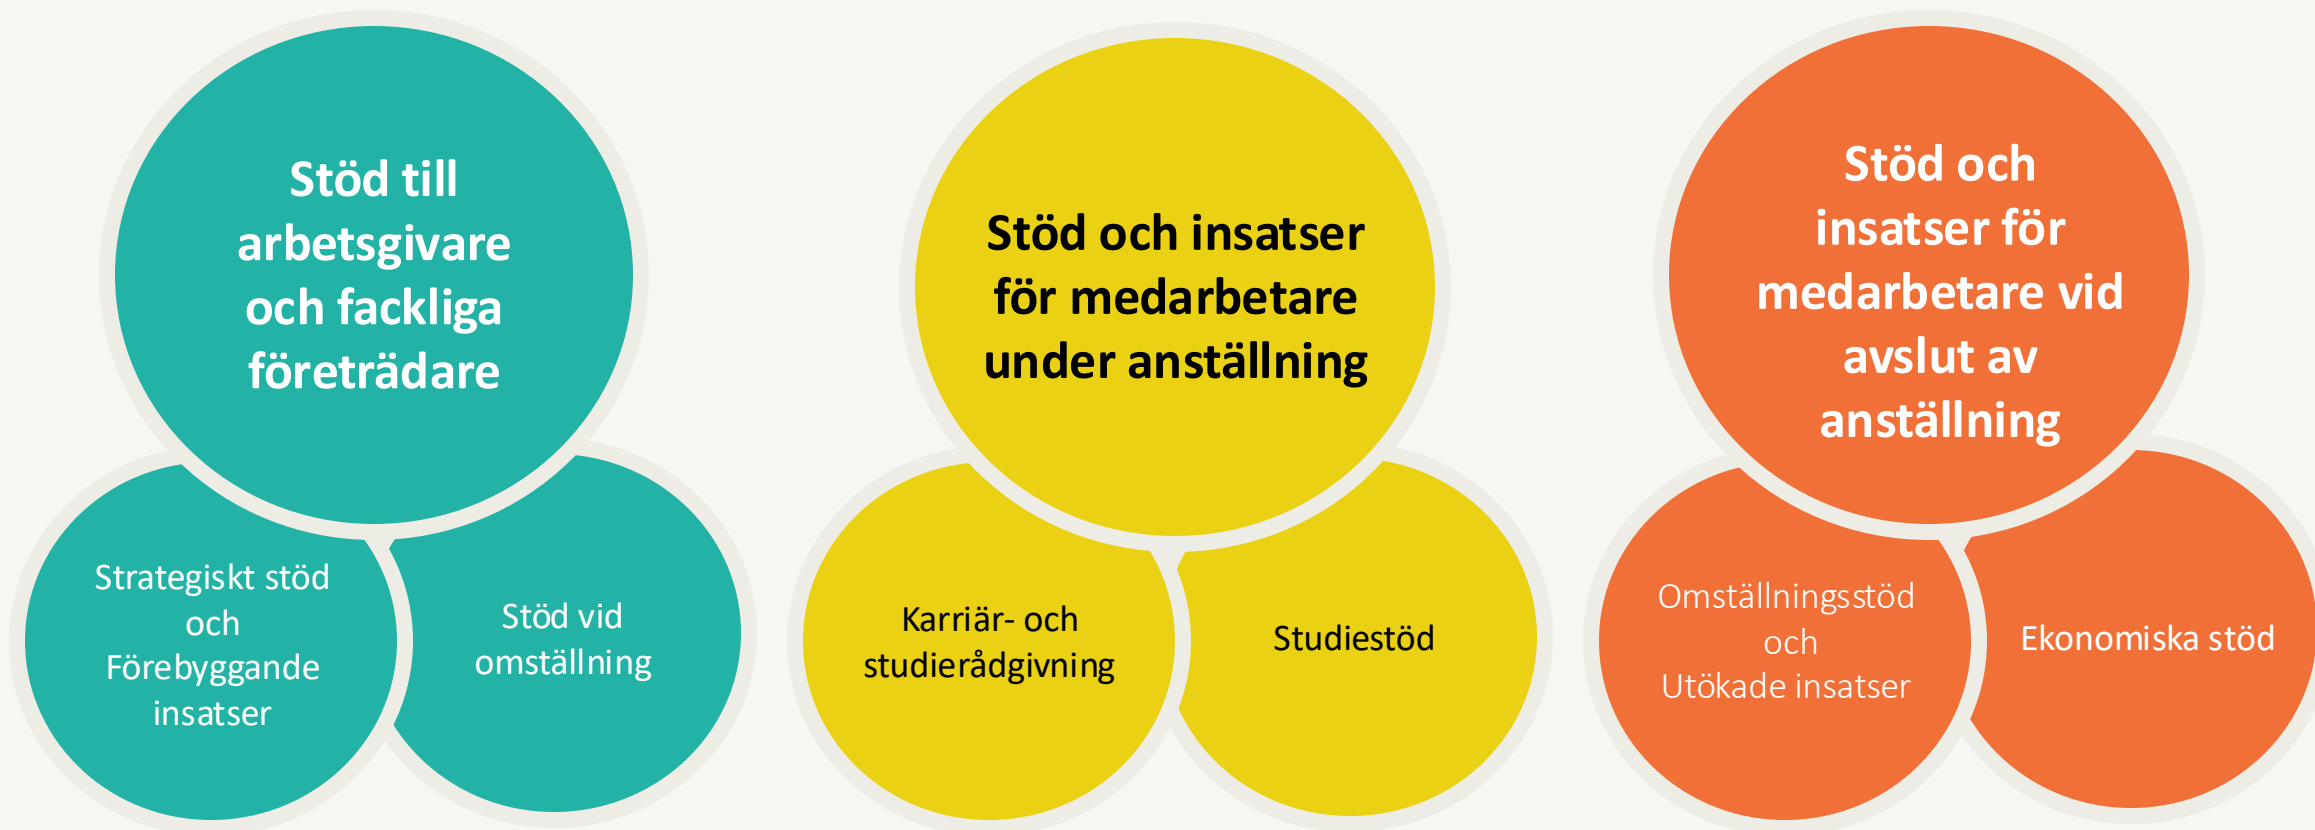 Stöd till
arbetsgivare
och fackliga
företrädare
Strategiskt stöd
och
Förebyggande
insatser
Stöd vid
omställning
Stöd och insatser
för medarbetare
under anställning
Karriär- och
studierådgivning
Studiestöd
Stöd och
insatser för
medarbetare vid
avslut av
anställning
Omställningsstöd
och
Utökade insatser
Ekonomiska stöd